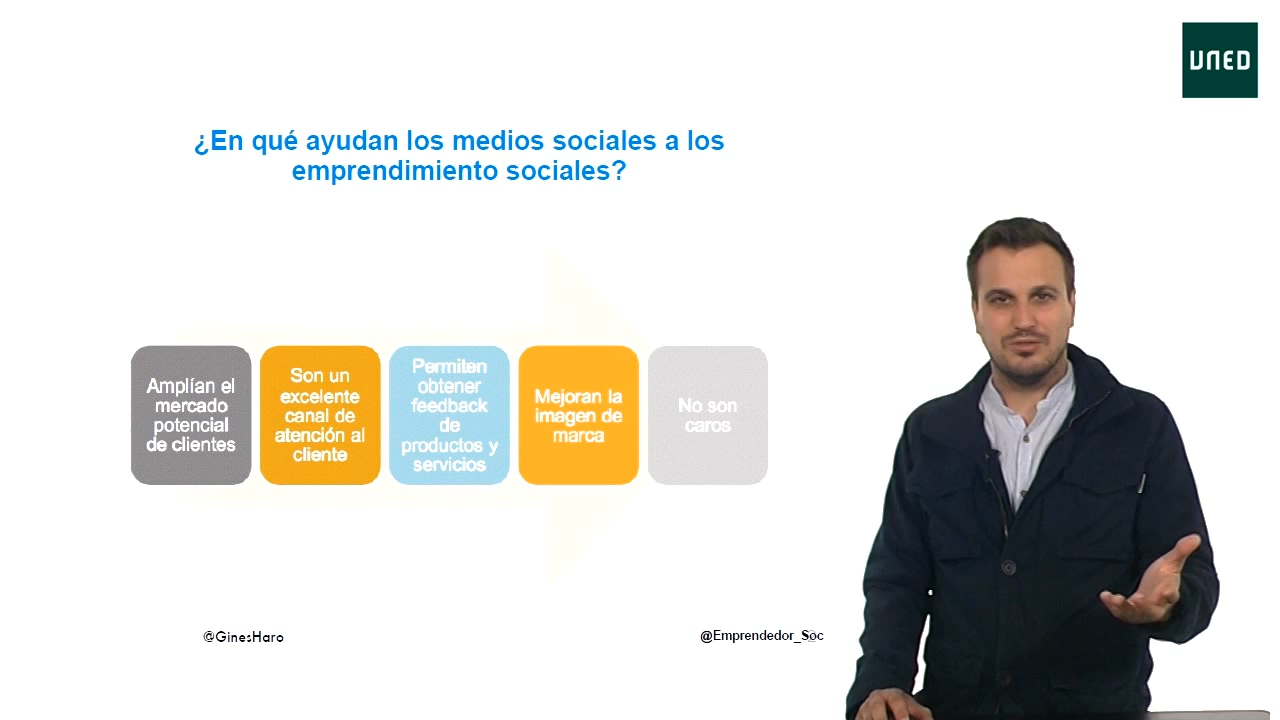 UNED
¿En qué ayudan los medios sociales a los
emprendimiento sociales?
Amplían el
mercado
potencial
de clientes
Son un
excelente
canal de
atención al
cliente
Permiten
obtener
feedback
de
productos y
servicios
Mejoran la
imagen de
marca
No son
caros
@GinesHaro
@Emprendedor_Soc